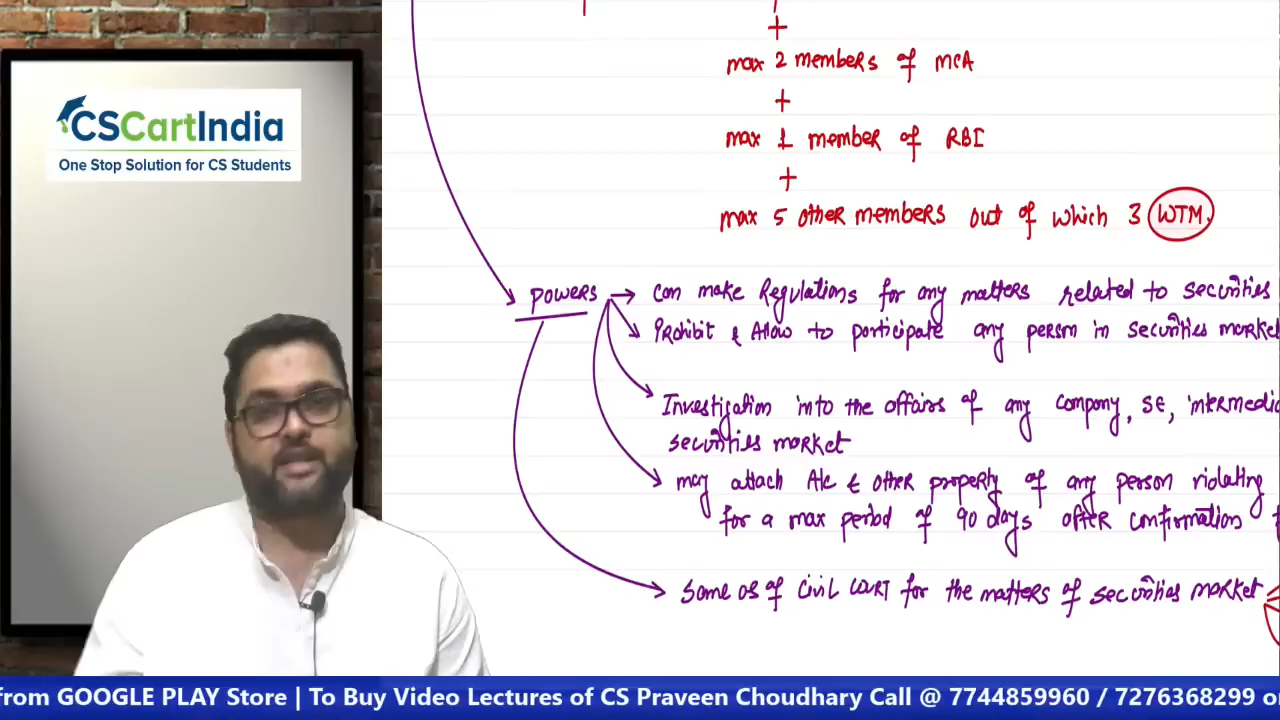 CSCartIndia
One Stop Solution for CS Students
+
max 2 members of MCA
+
max 1 member of RBI
+
max 5 other members out of which 3 WTM.
POWERS
can make Regulations for any matters related to securities
Prohibit & Allow to participate any person in securities market
Investigation into the affairs of any company, SE,
securities market
may attach A/c & other property of any person violating
for a max period of 90 days after confirmation
Same as of Civil Court for the matters of securities market
from GOOGLE PLAY Store | To Buy Video Lectures of CS Praveen Choudhary Call @ 7744859960 / 7276368299 o